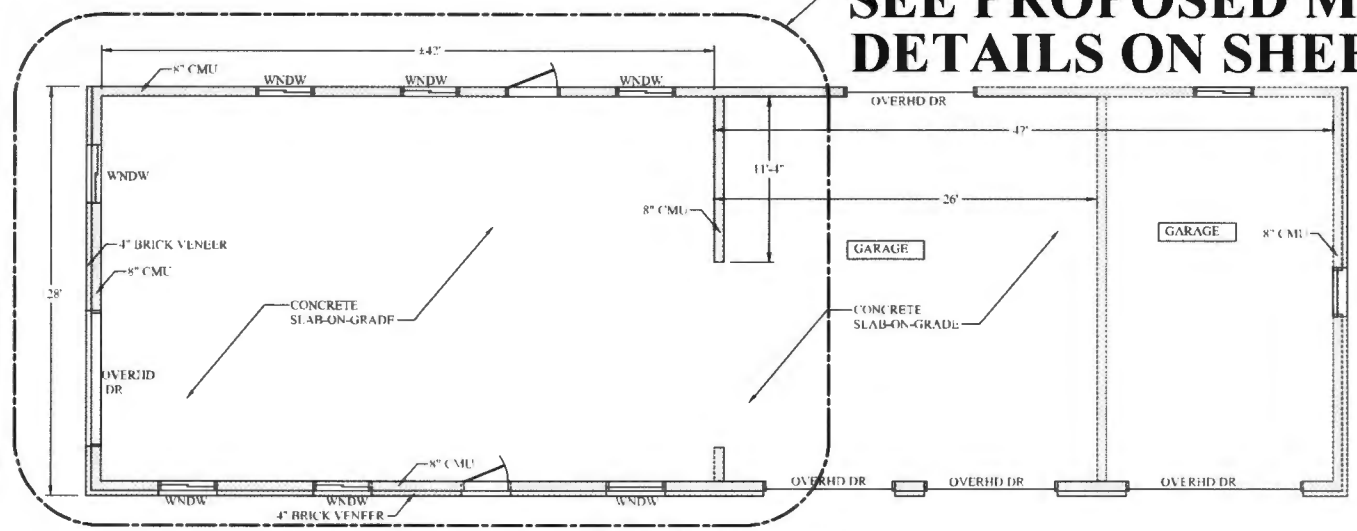 SEE PROPOSED M
DETAILS ON SHE
±42'
8" CMU
WNDW
WNDW
WNDW
OVERHD DR
42'
11'-4"
WNDW
26'
8" CMU
GARAGE
GARAGE
8" CMU
4" BRICK VENEER
8" CMU
28'
CONCRETE
SLAB-ON-GRADE
CONCRETE
SLAB-ON-GRADE
OVERHD
DR
8" CMU
WNDW
WNDW
WNDW
4" BRICK VENEER
OVERHD DR
OVERHD DR
OVERHD DR